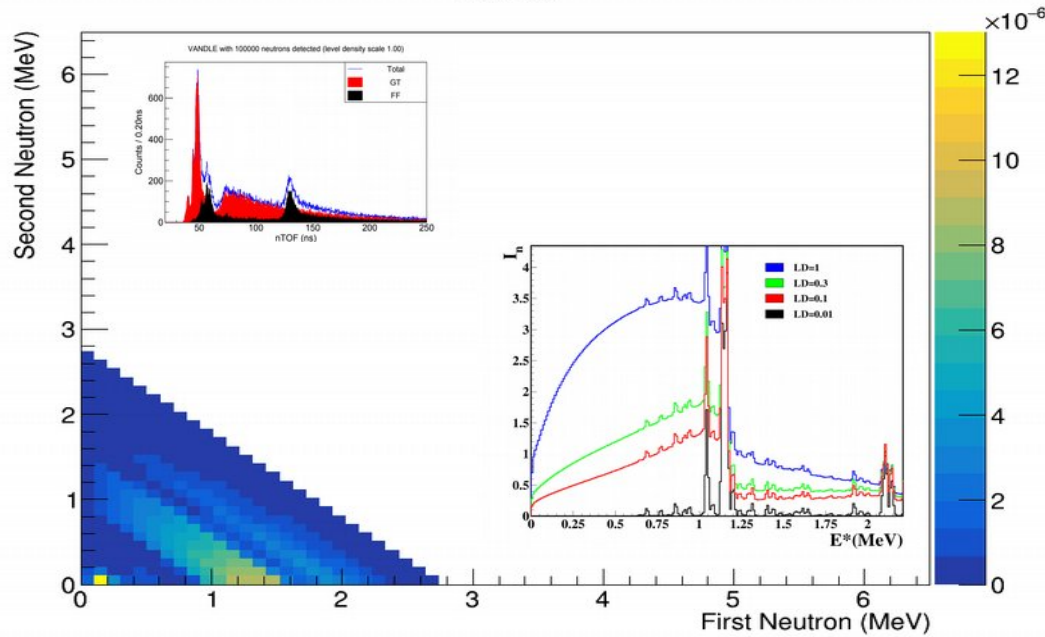 ×10⁻⁶
Second Neutron (MeV)
6
5
4
3
2
1
0
VANDLE with 100000 neutrons detected (level density scale 1.00)
Total
GT
FF
Counts / 0.20ns
600
400
200
0
50
100
150
200
250
nTOF (ns)
I_n
4
3.5
3
2.5
2
1.5
1
0.5
0
LD=1
LD=0.3
LD=0.1
LD=0.01
0 0.25 0.5 0.75 1 1.25 1.5 1.75 2
E*(MeV)
12
10
8
6
4
2
0
0 1 2 3 4 5 6
First Neutron (MeV)